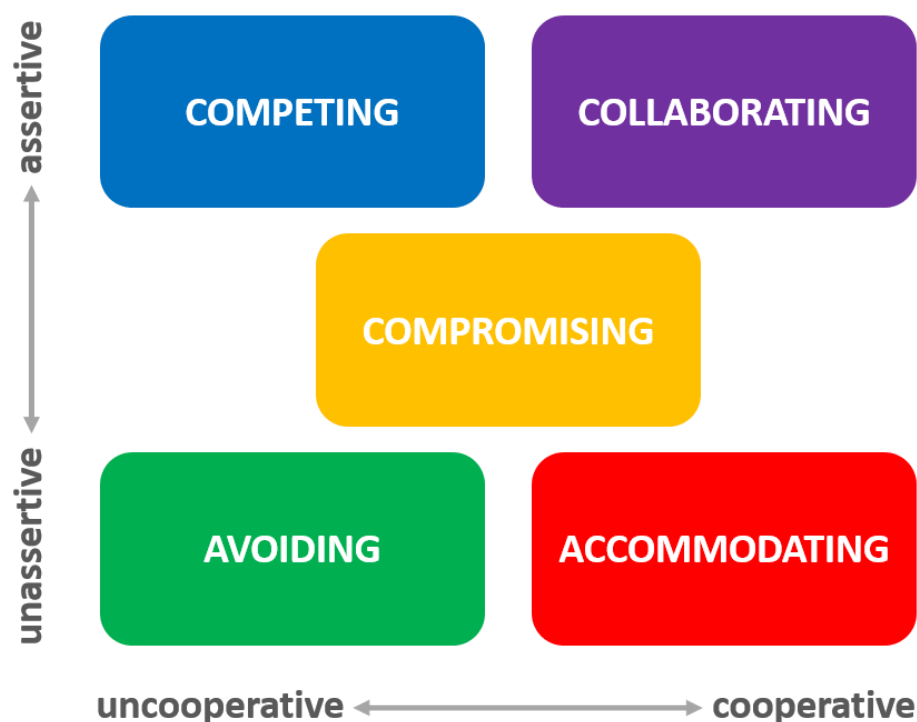 assertive
COMPETING
COLLABORATING
COMPROMISING
unassertive
AVOIDING
ACCOMMODATING
uncooperative
cooperative